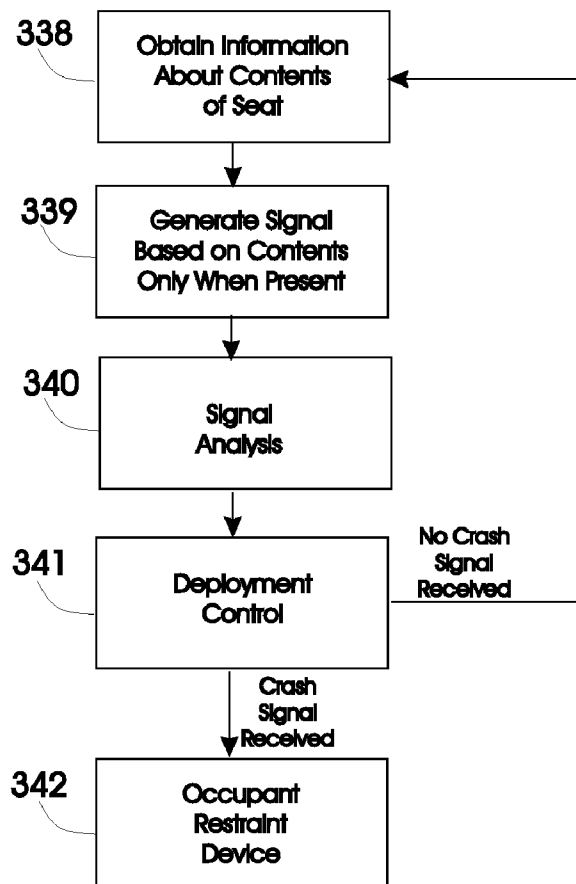 338
Obtain Information
About Contents
of Seat
339
Generate Signal
Based on Contents
Only When Present
340
Signal
Analysis
341
Deployment
Control
No Crash
Signal
Received
Crash
Signal
Received
342
Occupant
Restraint
Device